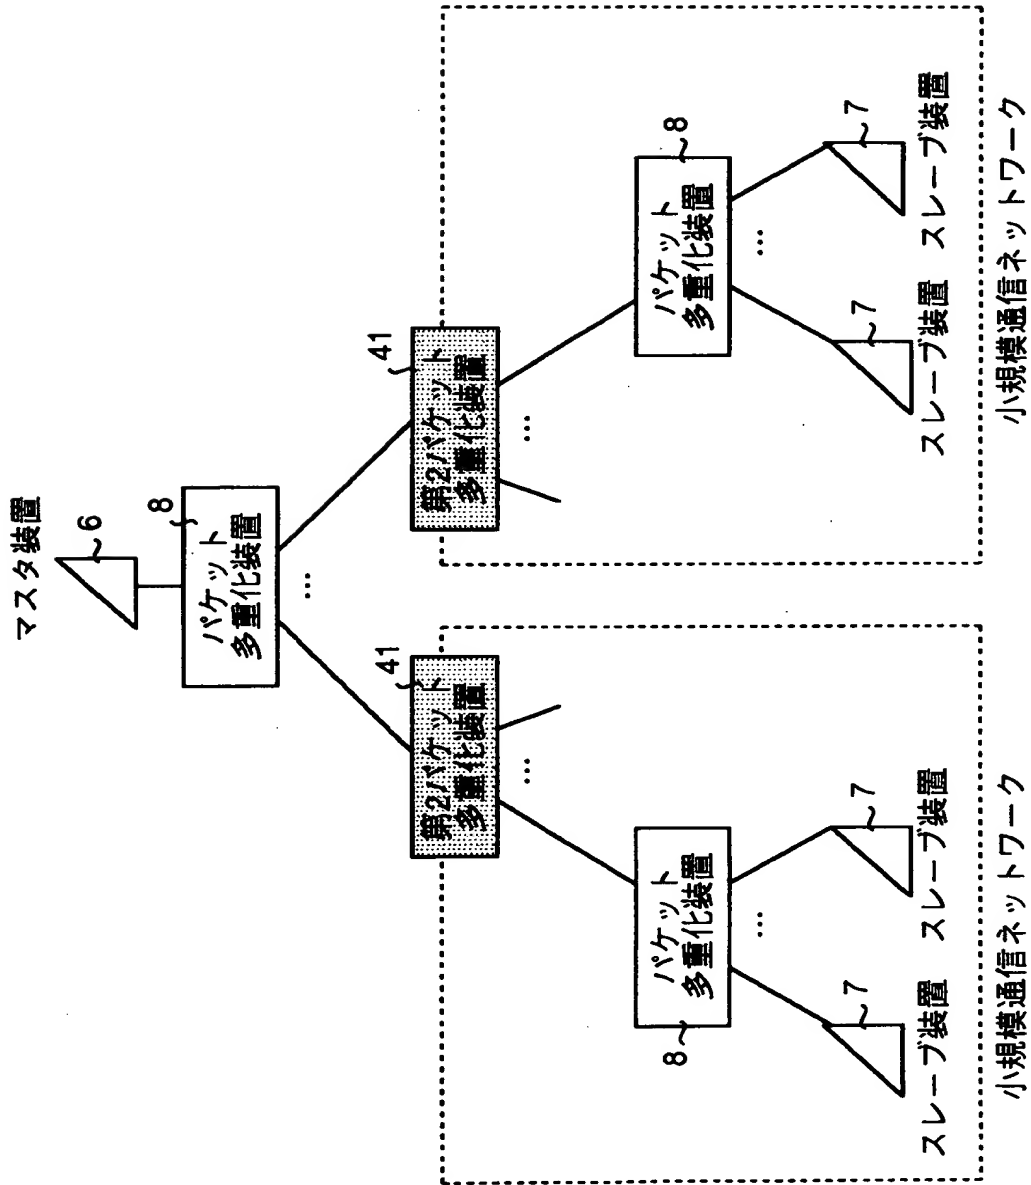 マスタ装置
6
8
パケット
多重化装置
…
41
第2パケット
多重化装置
…
41
第2パケット
多重化装置
…
8
パケット
多重化装置
…
7
スレーブ装置
7
スレーブ装置
小規模通信ネットワーク
8
パケット
多重化装置
…
7
スレーブ装置
7
スレーブ装置
小規模通信ネットワーク